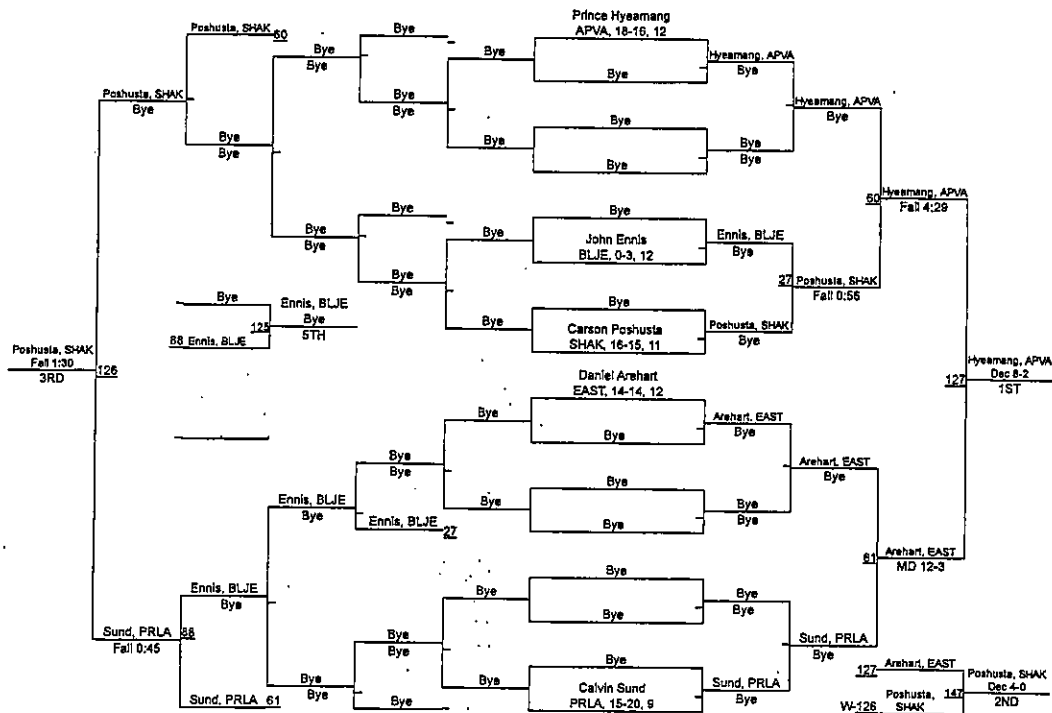 Poshusta, SHAK
60
Poshusta, SHAK
Bye
Bye
Bye
Bye
Bye
Bye
Bye
Bye
Bye
Bye
Prince Hyeamang
APVA, 18-16, 12
Bye
Bye
Bye
Hyeamang, APVA
Bye
Bye
Bye
Hyeamang, APVA
Bye
60
Hyeamang, APVA
Fall 4:29
Bye
Bye
Bye
Bye
Bye
Bye
Bye
Bye
John Ennis
BLJE, 0-3, 12
Bye
Carson Poshusta
SHAK, 16-15, 11
Ennis, BLJE
Bye
Poshusta, SHAK
Bye
27
Poshusta, SHAK
Fall 0:56
Bye
88
Ennis, BLJE
125
Ennis, BLJE
Bye
5TH
Poshusta, SHAK
Fall 1:30
3RD
126
127
Hyeamang, APVA
Dec 8-2
1ST
Daniel Arehart
EAST, 14-14, 12
Bye
Bye
Bye
Arehart, EAST
Bye
Bye
Bye
Arehart, EAST
Bye
61
Arehart, EAST
MD 12-3
Bye
Bye
Bye
Bye
Ennis, BLJE
27
Ennis, BLJE
Bye
Ennis, BLJE
Bye
Sund, PRLA
Fall 0:45
88
Sund, PRLA
61
Bye
Bye
Bye
Bye
Bye
Bye
Bye
Bye
Bye
Bye
Calvin Sund
PRLA, 15-20, 9
Bye
Bye
Sund, PRLA
Bye
Sund, PRLA
Bye
127
Arehart, EAST
W-126
Poshusta,
SHAK
147
Poshusta, SHAK
Dec 4-0
2ND